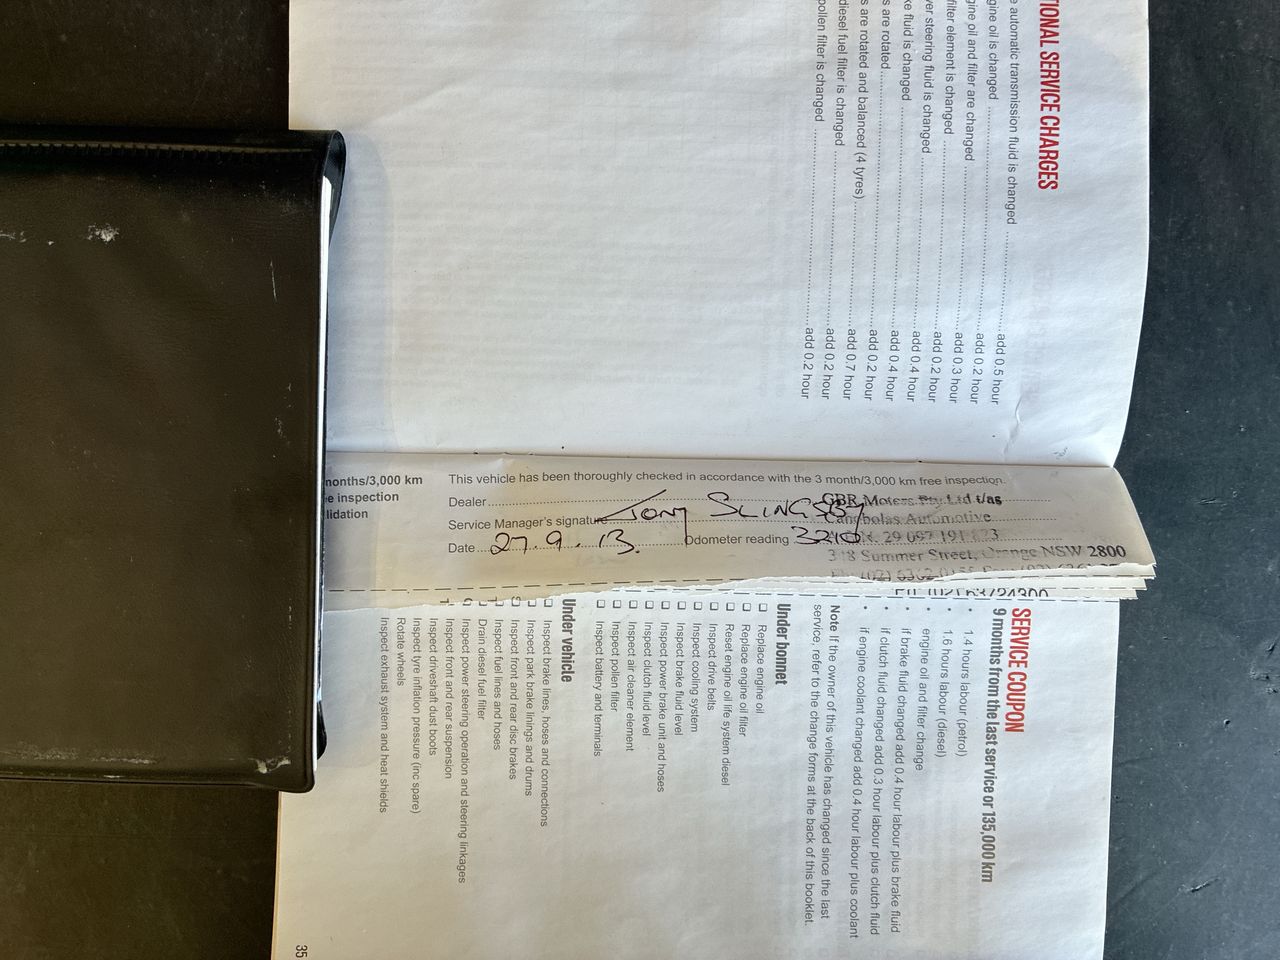 TIONAL SERVICE CHARGES
automatic transmission fluid is changed ........ add 0.5 hour
gine oil is changed ........ add 0.2 hour
gine oil and filter are changed ........ add 0.3 hour
filter element is changed ........ add 0.2 hour
er steering fluid is changed ........ add 0.4 hour
ke fluid is changed ........ add 0.4 hour
s are rotated ........ add 0.2 hour
s are rotated and balanced (4 tyres) ........ add 0.7 hour
diesel fuel filter is changed ........ add 0.2 hour
pollen filter is changed ........ add 0.2 hour
months/3,000 km
e inspection
lidation
This vehicle has been thoroughly checked in accordance with the 3 month/3,000 km free inspection.
Dealer
Service Manager's signature TONY SLINGSBY
Date 27.9.13. Odometer reading 3210
GBR Motors Pty Ltd t/as
Canobolas Automotive
29 097 191
318 Summer Street, Orange NSW 2800
SERVICE COUPON
9 months from the last service or 135,000 km
• 1.4 hours labour (petrol)
• 1.6 hours labour (diesel)
engine oil and filter change
• if brake fluid changed add 0.4 hour labour plus brake fluid
• if clutch fluid changed add 0.3 hour labour plus clutch fluid
• if engine coolant changed add 0.4 hour labour plus coolant
Note If the owner of this vehicle has changed since the last
service, refer to the change forms at the back of this booklet.
Under bonnet
☐ Replace engine oil
☐ Replace engine oil filter
☐ Reset engine oil life system diesel
☐ Inspect drive belts
☐ Inspect cooling system
☐ Inspect brake fluid level
☐ Inspect power brake unit and hoses
☐ Inspect clutch fluid level
☐ Inspect air cleaner element
☐ Inspect pollen filter
☐ Inspect battery and terminals
Under vehicle
☐ Inspect brake lines, hoses and connections
☐ Inspect park brake linings and drums
Inspect front and rear disc brakes
Inspect fuel lines and hoses
Drain diesel fuel filter
Inspect power steering operation and steering linkages
Inspect front and rear suspension
Inspect driveshaft dust boots
Inspect tyre inflation pressure (inc spare)
Rotate wheels
Inspect exhaust system and heat shields
35